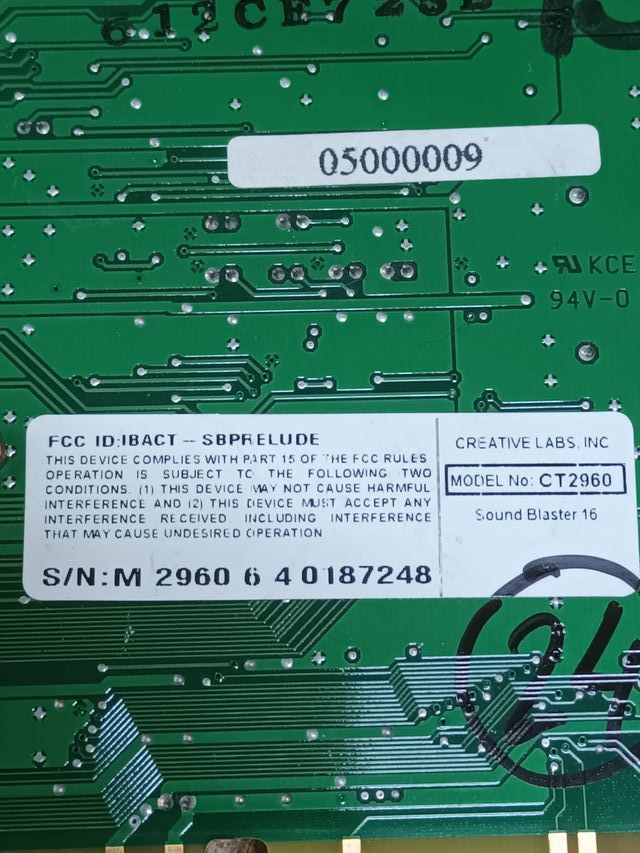 612CE723B
05000009
KCE
94V-0
FCC ID:IBACT -- SBPRELUDE
THIS DEVICE COMPLIES WITH PART 15 OF THE FCC RULES
OPERATION IS SUBJECT TO THE FOLLOWING TWO
CONDITIONS. (1) THIS DEVICE MAY NOT CAUSE HARMFUL
INTERFERENCE AND (2) THIS DEVICE MUST ACCEPT ANY
INTERFERENCE RECEIVED INCLUDING INTERFERENCE
THAT MAY CAUSE UNDESIRED OPERATION
S/N:M 2960 6 4 0187248
CREATIVE LABS, INC
MODEL No: CT2960
Sound Blaster 16
24